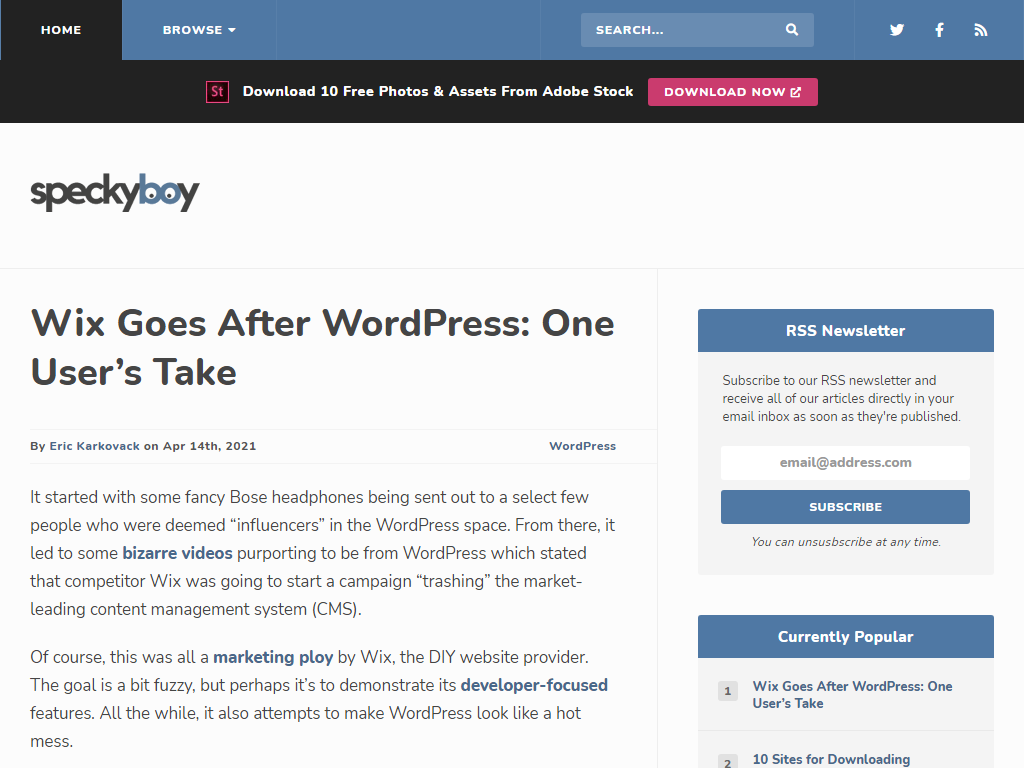 HOME
BROWSE
SEARCH...
St
Download 10 Free Photos & Assets From Adobe Stock
DOWNLOAD NOW
speckyboy
Wix Goes After WordPress: One
User’s Take
By Eric Karkovack on Apr 14th, 2021
WordPress
It started with some fancy Bose headphones being sent out to a select few
people who were deemed “influencers” in the WordPress space. From there, it
led to some bizarre videos purporting to be from WordPress which stated
that competitor Wix was going to start a campaign “trashing” the market-
leading content management system (CMS).
Of course, this was all a marketing ploy by Wix, the DIY website provider.
The goal is a bit fuzzy, but perhaps it’s to demonstrate its developer-focused
features. All the while, it also attempts to make WordPress look like a hot
mess.
RSS Newsletter
Subscribe to our RSS newsletter and
receive all of our articles directly in your
email inbox as soon as they're published.
email@address.com
SUBSCRIBE
You can unsusbscribe at any time.
Currently Popular
1
Wix Goes After WordPress: One
User’s Take
2
10 Sites for Downloading